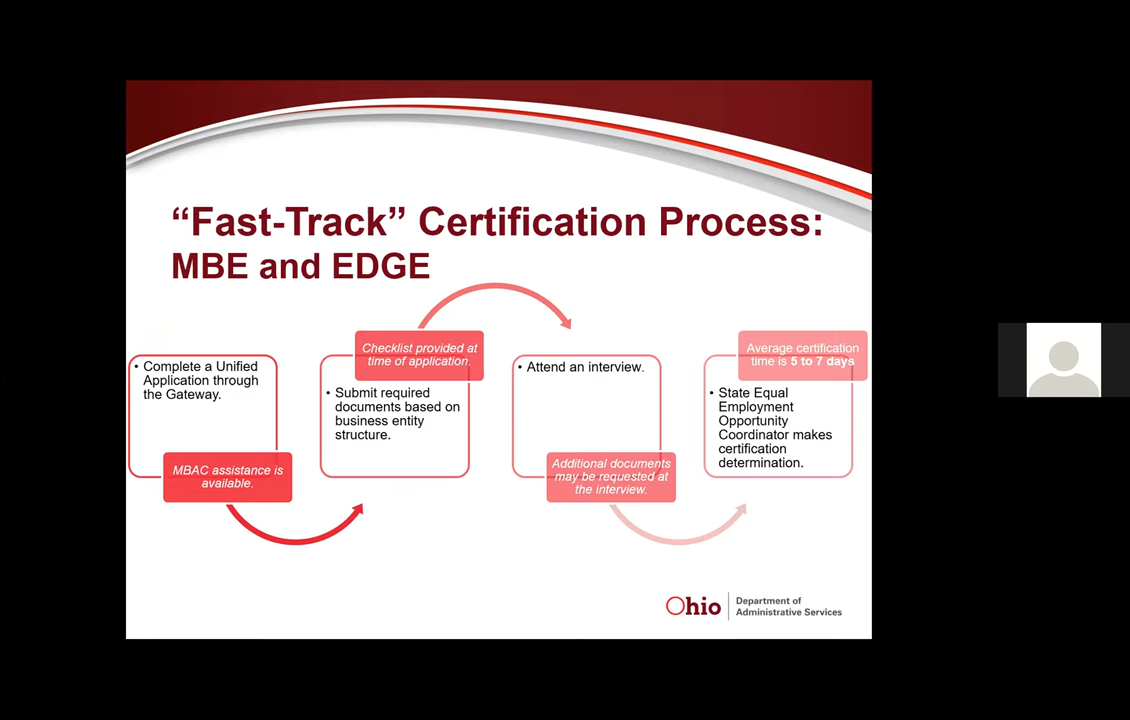 “Fast-Track” Certification Process:
MBE and EDGE
• Complete a Unified
Application through
the Gateway.
MBAC assistance is
available.
Checklist provided at
time of application.
• Submit required
documents based on
business entity
structure.
• Attend an interview.
Additional documents
may be requested at
the interview.
Average certification
time is 5 to 7 days
• State Equal
Employment
Opportunity
Coordinator makes
certification
determination.
Ohio
Department of
Administrative Services